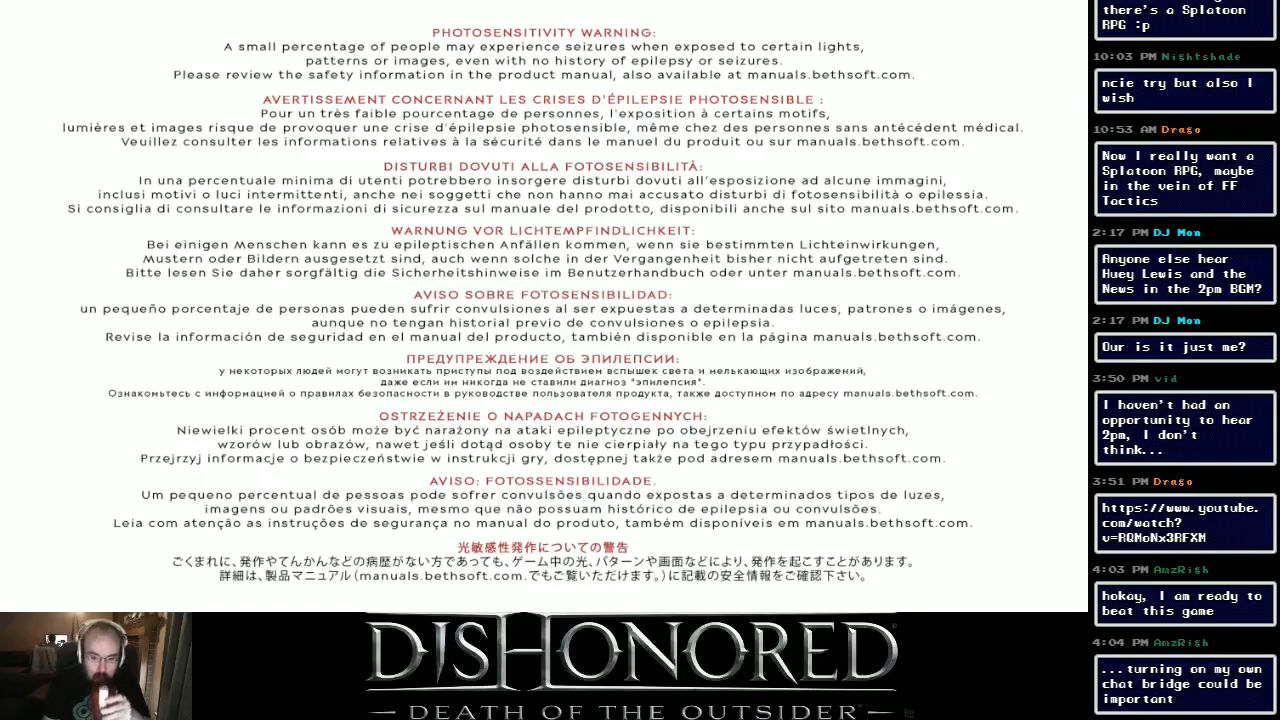 PHOTOSENSITIVITY WARNING:
A small percentage of people may experience seizures when exposed to certain lights,
patterns or images, even with no history of epilepsy or seizures.
Please review the safety information in the product manual, also available at manuals.bethsoft.com.
AVERTISSEMENT CONCERNANT LES CRISES D'ÉPILEPSIE PHOTOSENSIBLE :
Pour un très faible pourcentage de personnes, l'exposition à certains motifs,
lumières et images risque de provoquer une crise d'épilepsie photosensible, même chez des personnes sans antécédent médical.
Veuillez consulter les informations relatives à la sécurité dans le manuel du produit ou sur manuals.bethsoft.com.
DISTURBI DOVUTI ALLA FOTOSENSIBILITÀ:
In una percentuale minima di utenti potrebbero insorgere disturbi dovuti all'esposizione ad alcune immagini,
inclusi motivi o luci intermittenti, anche nei soggetti che non hanno mai accusato disturbi di fotosensibilità o epilessia.
Si consiglia di consultare le informazioni di sicurezza sul manuale del prodotto, disponibili anche sul sito manuals.bethsoft.com.
WARNUNG VOR LICHTEMPFINDLICHKEIT:
Bei einigen Menschen kann es zu epileptischen Anfällen kommen, wenn sie bestimmten Lichteinwirkungen,
Mustern oder Bildern ausgesetzt sind, auch wenn solche in der Vergangenheit bisher nicht aufgetreten sind.
Bitte lesen Sie daher sorgfältig die Sicherheitshinweise im Benutzerhandbuch oder unter manuals.bethsoft.com.
AVISO SOBRE FOTOSENSIBILIDAD:
un pequeño porcentaje de personas pueden sufrir convulsiones al ser expuestas a determinadas luces, patrones o imágenes,
aunque no tengan historial previo de convulsiones o epilepsia.
Revise la información de seguridad en el manual del producto, también disponible en la página manuals.bethsoft.com.
ПРЕДУПРЕЖДЕНИЕ ОБ ЭПИЛЕПСИИ:
у некоторых людей могут возникать приступы под воздействием вспышек света и мелькающих изображений,
даже если им никогда не ставили диагноз "эпилепсия".
Ознакомьтесь с информацией о правилах безопасности в руководстве пользователя продукта, также доступном по адресу manuals.bethsoft.com.
OSTRZEŻENIE O NAPADACH FOTOGENNYCH:
Niewielki procent osób może być narażony na ataki epileptyczne po obejrzeniu efektów świetlnych,
wzorów lub obrazów, nawet jeśli dotąd osoby te nie cierpiały na tego typu przypadłości.
Przejrzyj informacje o bezpieczeństwie w instrukcji gry, dostępnej także pod adresem manuals.bethsoft.com.
AVISO: FOTOSSENSIBILIDADE.
Um pequeno percentual de pessoas pode sofrer convulsões quando expostas a determinados tipos de luzes,
imagens ou padrões visuais, mesmo que não possuam histórico de epilepsia ou convulsões.
Leia com atenção as instruções de segurança no manual do produto, também disponíveis em manuals.bethsoft.com.
光敏感性発作についての警告
ごくまれに、発作やてんかんなどの病歴がない方であっても、ゲーム中の光、パターンや画面などにより、発作を起こすことがあります。
詳細は、製品マニュアル（manuals.bethsoft.com.でもご覧いただけます。）に記載の安全情報をご確認下さい。
DISHONORED
DEATH OF THE OUTSIDER
there's a Splatoon
RPG :p
10:03 PM Nightshade
ncie try but also I
wish
10:53 AM Drago
Now I really want a
Splatoon RPG, maybe
in the vein of FF
Tactics
2:17 PM DJ Mon
Anyone else hear
Huey Lewis and the
News in the 2pm BGM?
2:17 PM DJ Mon
Our is it just me?
3:50 PM vid
I haven't had an
opportunity to hear
2pm, I don't
think...
3:51 PM Drago
https://www.youtube.
com/watch?
v=RQMoNx3RFXM
4:03 PM AmzRigh
hokay, I am ready to
beat this game
4:04 PM AmzRigh
...turning on my own
chat bridge could be
important